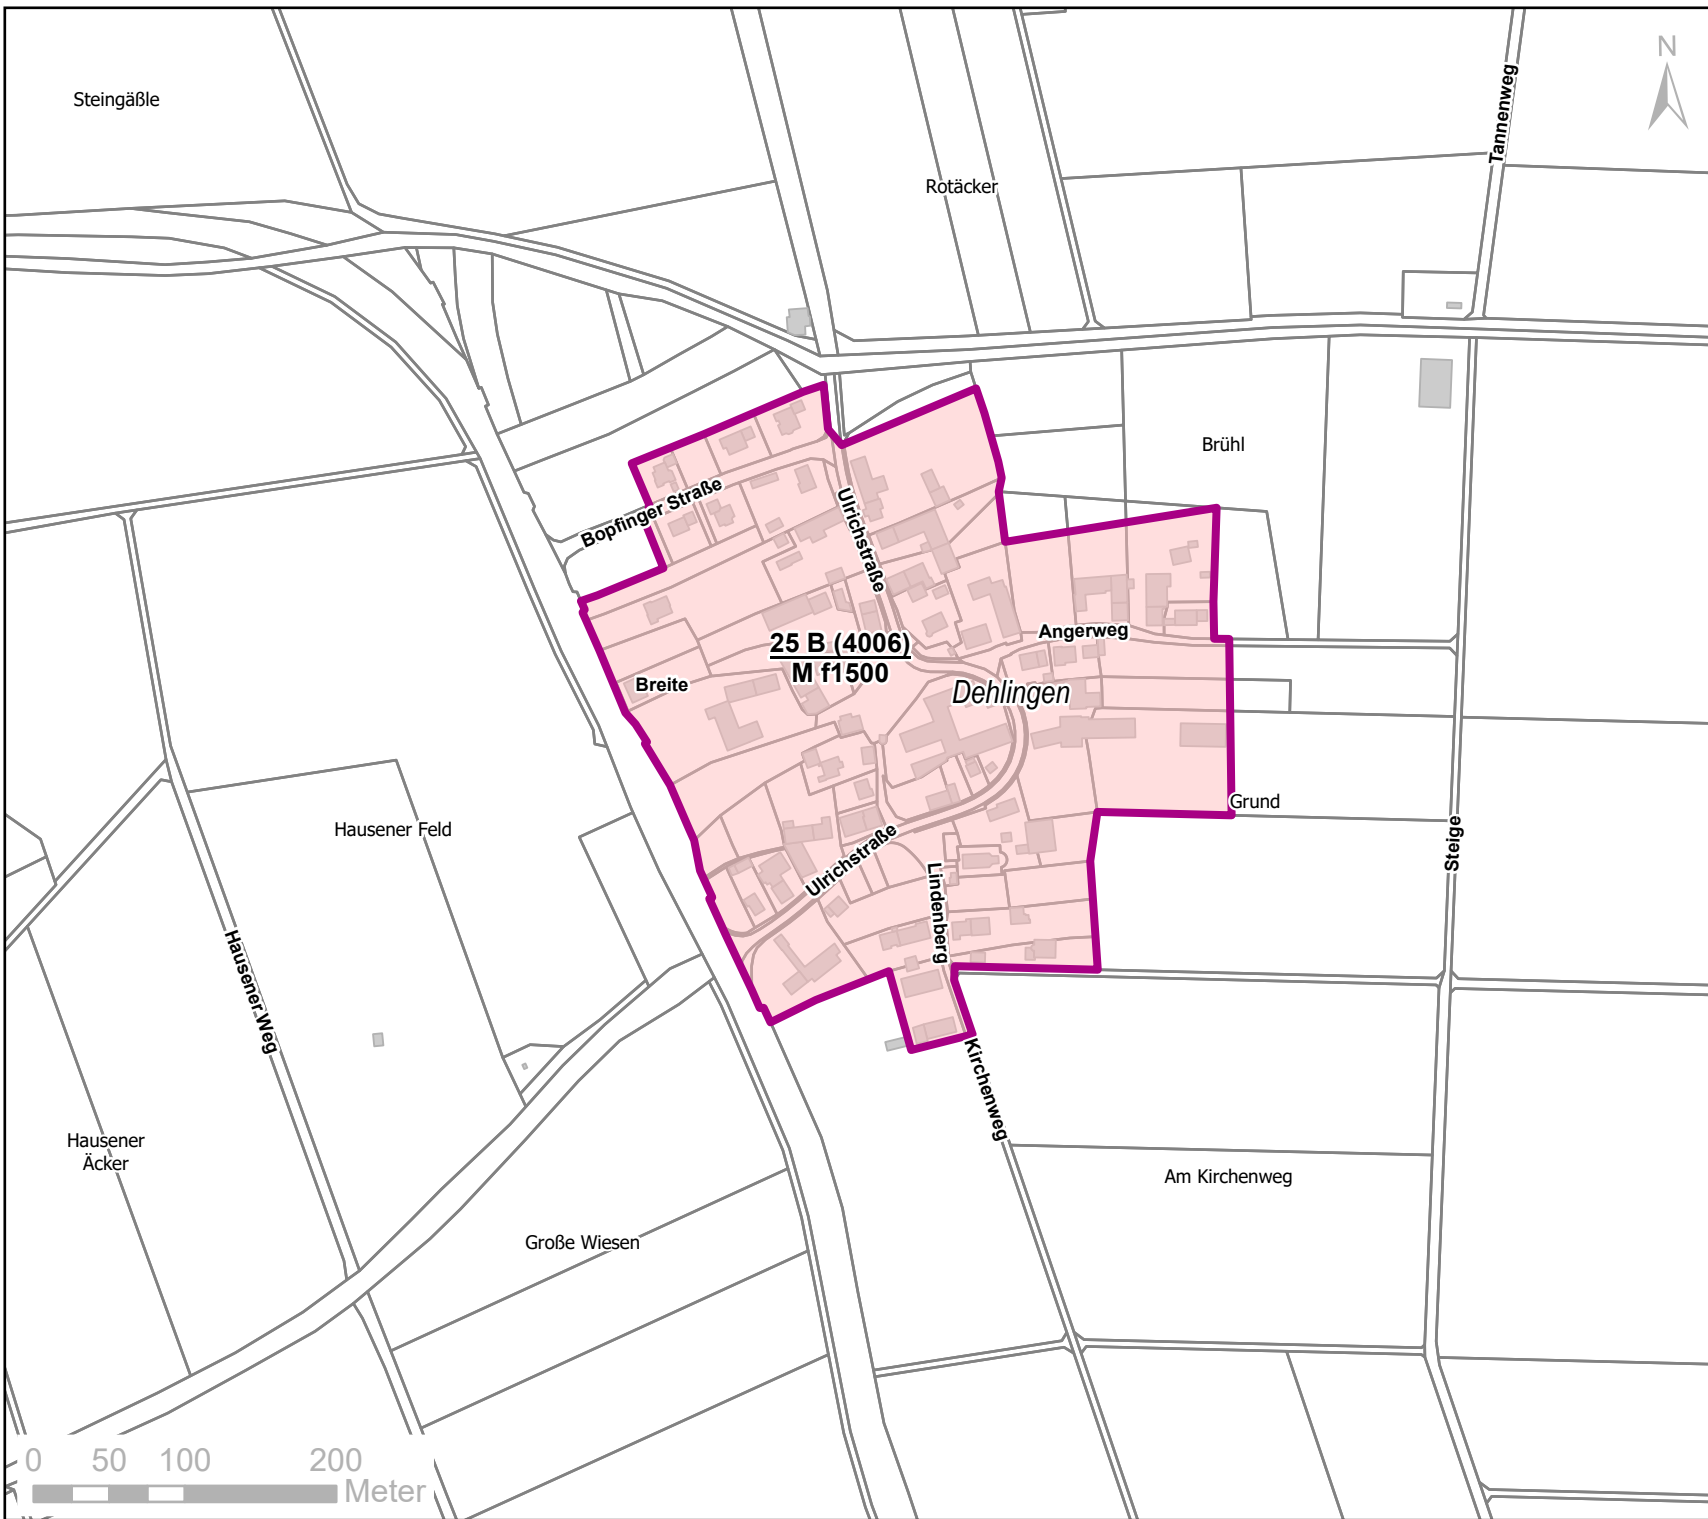 N
Steingäßle
Tannenweg
Rotäcker
Brühl
Bopfinger Straße
Ulrichstraße
Angerweg
25 B (4006)
M f1500
Breite
Dehlingen
Grund
Hausener Feld
Steige
Ulrichstraße
Lindenberg
Hausener Weg
Kirchenweg
Hausener
Äcker
Am Kirchenweg
Große Wiesen
0 50 100 200
Meter